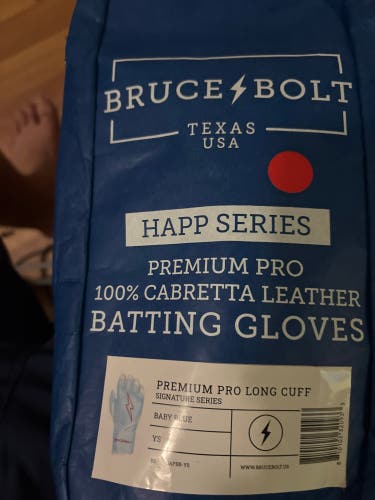 BRUCE BOLT
TEXAS
USA
HAPP SERIES
PREMIUM PRO
100% CABRETTA LEATHER
BATTING GLOVES
PREMIUM PRO LONG CUFF
SIGNATURE SERIES
BABY BLUE
YS
WWW.BRUCEBOLT.US